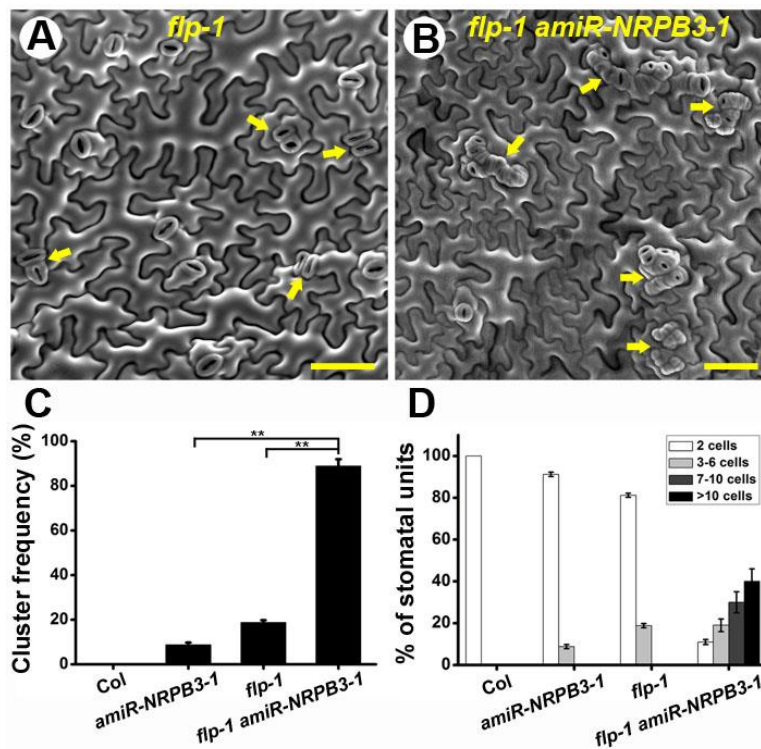 A
flp-1
B
flp-1 amiR-NRPB3-1
C
Cluster frequency (%)
100
80
60
40
20
0
**
**
Col
amiR-NRPB3-1
flp-1
flp-1 amiR-NRPB3-1
D
% of stomatal units
100
80
60
40
20
0
2 cells
3-6 cells
7-10 cells
>10 cells
Col
amiR-NRPB3-1
flp-1
flp-1 amiR-NRPB3-1